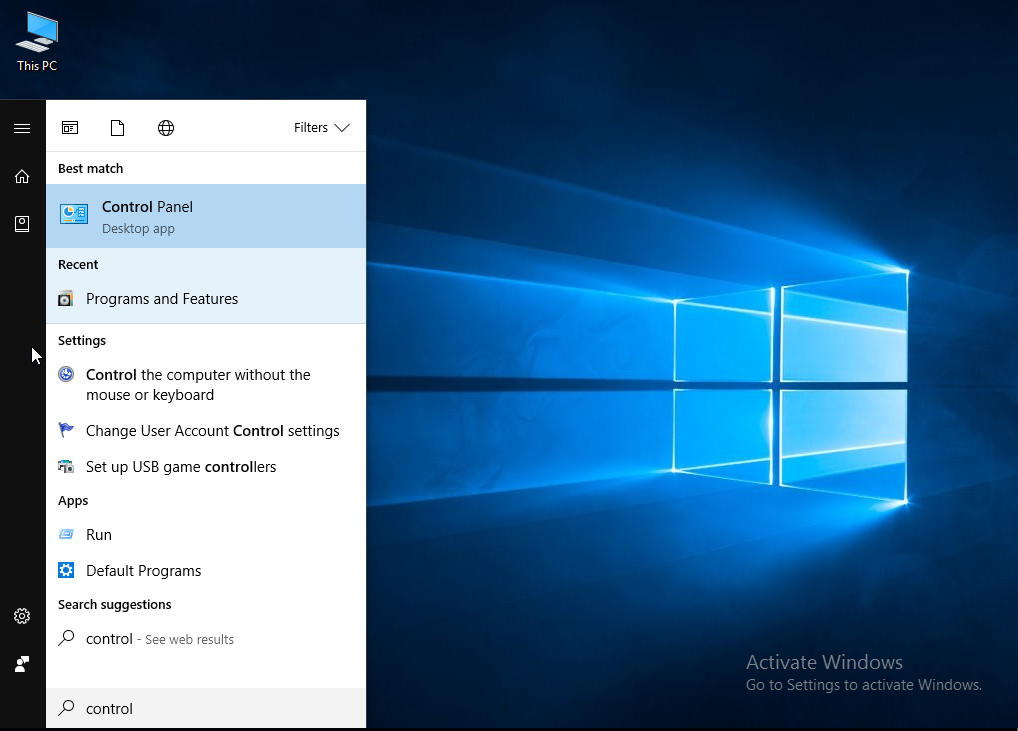 This PC
Filters
Best match
Control Panel
Desktop app
Recent
Programs and Features
Settings
Control the computer without the
mouse or keyboard
Change User Account Control settings
Set up USB game controllers
Apps
Run
Default Programs
Search suggestions
control - See web results
control
Activate Windows
Go to Settings to activate Windows.